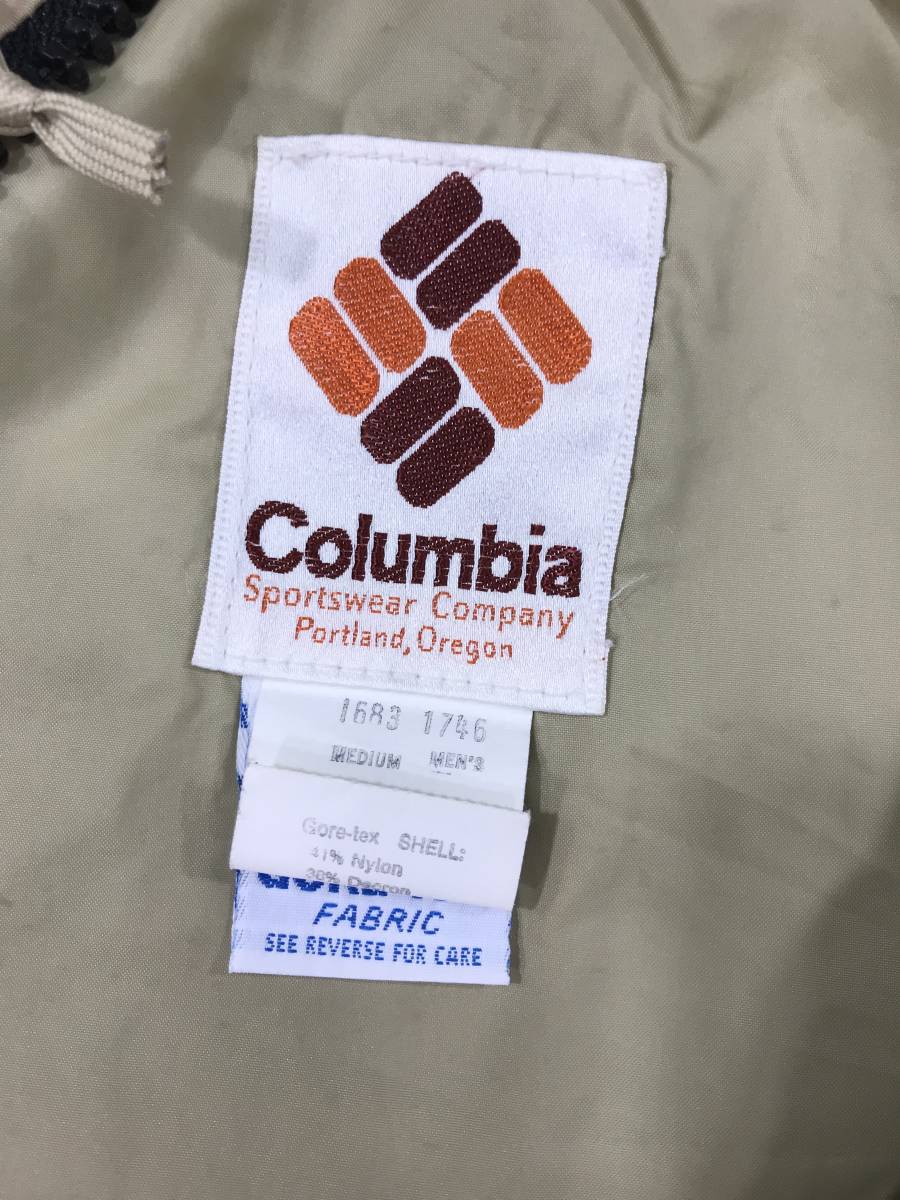 Columbia
Sportswear Company
Portland, Oregon
1683 1746
MEDIUM MEN'S
Gore-tex SHELL:
41% Nylon
Dacron
FABRIC
SEE REVERSE FOR CARE